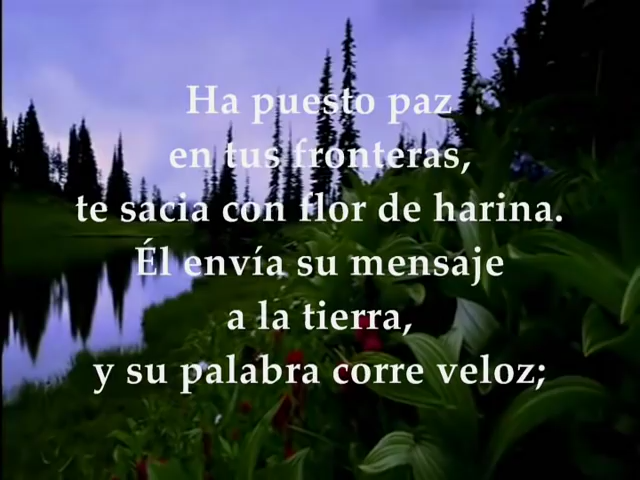 Ha puesto paz
en tus fronteras,
te sacia con flor de harina.
Él envía su mensaje
a la tierra,
y su palabra corre veloz;